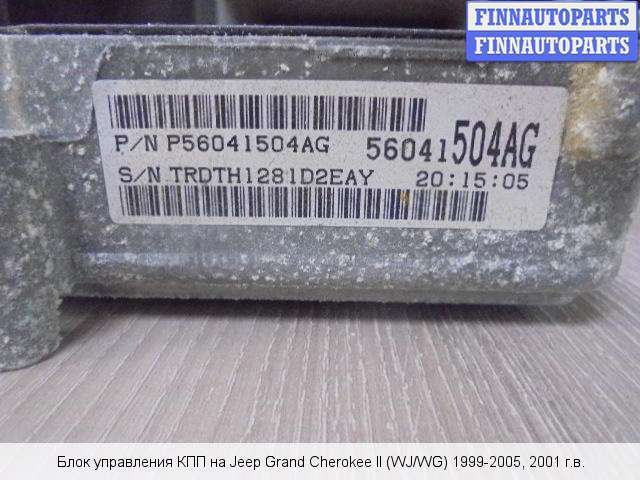 FINNAUTOPARTS
FINNAUTOPARTS
P/N P56041504AG 56041504AG
S/N TRDTH1281D2EAY 20:15:05
Блок управления КПП на Jeep Grand Cherokee II (WJ/WG) 1999-2005, 2001 г.в.